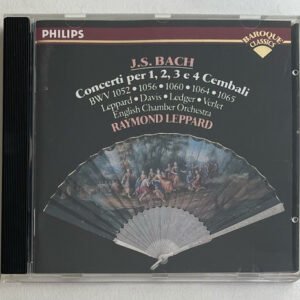 PHILIPS
BAROQUE
CLASSICS
J.S. BACH
Concerti per 1, 2, 3 e 4 Cembali
BWV 1052 • 1056 • 1060 • 1064 • 1065
Leppard • Davis • Ledger • Verlet
English Chamber Orchestra
RAYMOND LEPPARD